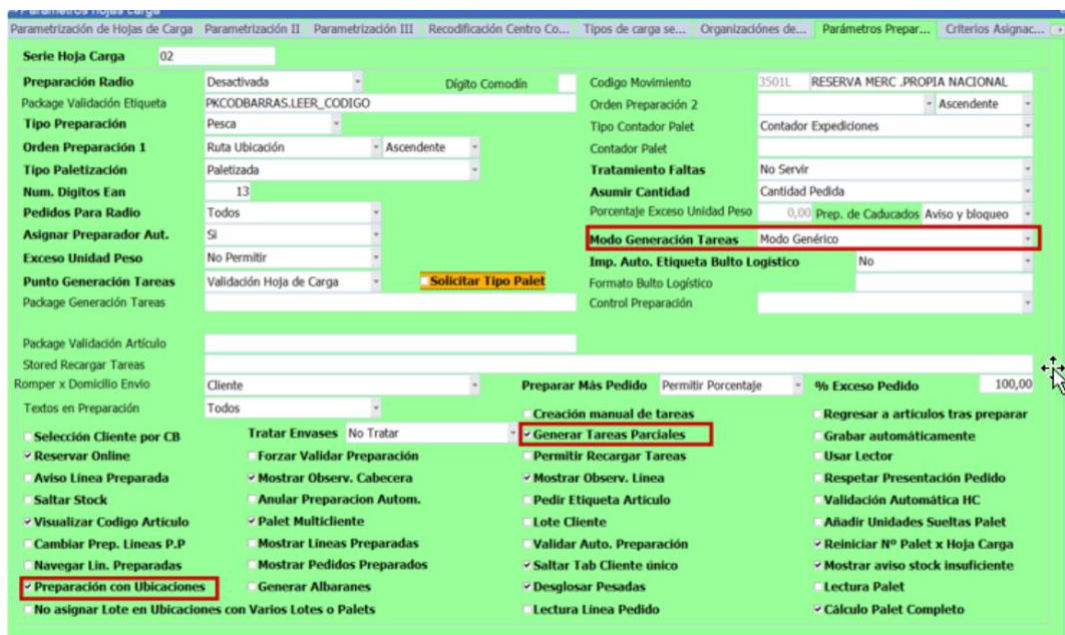 Parámetros hojas carga
Parametrización de Hojas de Carga Parametrización II Parametrización III Recodificación Centro Co... Tipos de carga se... Organizaciónes de... Parámetros Prepar... Criterios Asignac...
Serie Hoja Carga 02
Preparación Radio Desactivada Dígito Comodín Codigo Movimiento 3501L RESERVA MERC .PROPIA NACIONAL
Package Validación Etiqueta PKCODBARRAS.LEER_CODIGO Orden Preparación 2 Ascendente
Tipo Preparación Pesca Tipo Contador Palet Contador Expediciones
Orden Preparación 1 Ruta Ubicación Ascendente Contador Palet
Tipo Paletización Paletizada Tratamiento Faltas No Servir
Num. Digitos Ean 13 Asumir Cantidad Cantidad Pedida
Pedidos Para Radio Todos Porcentaje Exceso Unidad Peso 0,00 Prep. de Caducados Aviso y bloqueo
Asignar Preparador Aut. Si Modo Generación Tareas Modo Genérico
Exceso Unidad Peso No Permitir Imp. Auto. Etiqueta Bulto Logístico No
Punto Generación Tareas Validación Hoja de Carga Solicitar Tipo Palet Formato Bulto Logístico
Package Generación Tareas Control Preparación
Package Validación Artículo
Stored Recargar Tareas
Romper x Domicilio Envio Cliente Preparar Más Pedido Permitir Porcentaje % Exceso Pedido 100,00
Textos en Preparación Todos Creación manual de tareas Regresar a artículos tras preparar
Selección Cliente por CB Tratar Envases No Tratar Generar Tareas Parciales Grabar automáticamente
Reservar Online Forzar Validar Preparación Permitir Recargar Tareas Usar Lector
Aviso Línea Preparada Mostrar Observ. Cabecera Mostrar Observ. Línea Respetar Presentación Pedido
Saltar Stock Anular Preparacion Autom. Pedir Etiqueta Artículo Validación Automática HC
Visualizar Codigo Artículo Palet Multicliente Lote Cliente Añadir Unidades Sueltas Palet
Cambiar Prep. Lineas P.P Mostrar Líneas Preparadas Validar Auto. Preparación Reiniciar Nº Palet x Hoja Carga
Navegar Lin. Preparadas Mostrar Pedidos Preparados Saltar Tab Cliente único Mostrar aviso stock insuficiente
Preparación con Ubicaciones Generar Albaranes Desglosar Pesadas Lectura Palet
No asignar Lote en Ubicaciones con Varios Lotes o Palets Lectura Línea Pedido Cálculo Palet Completo